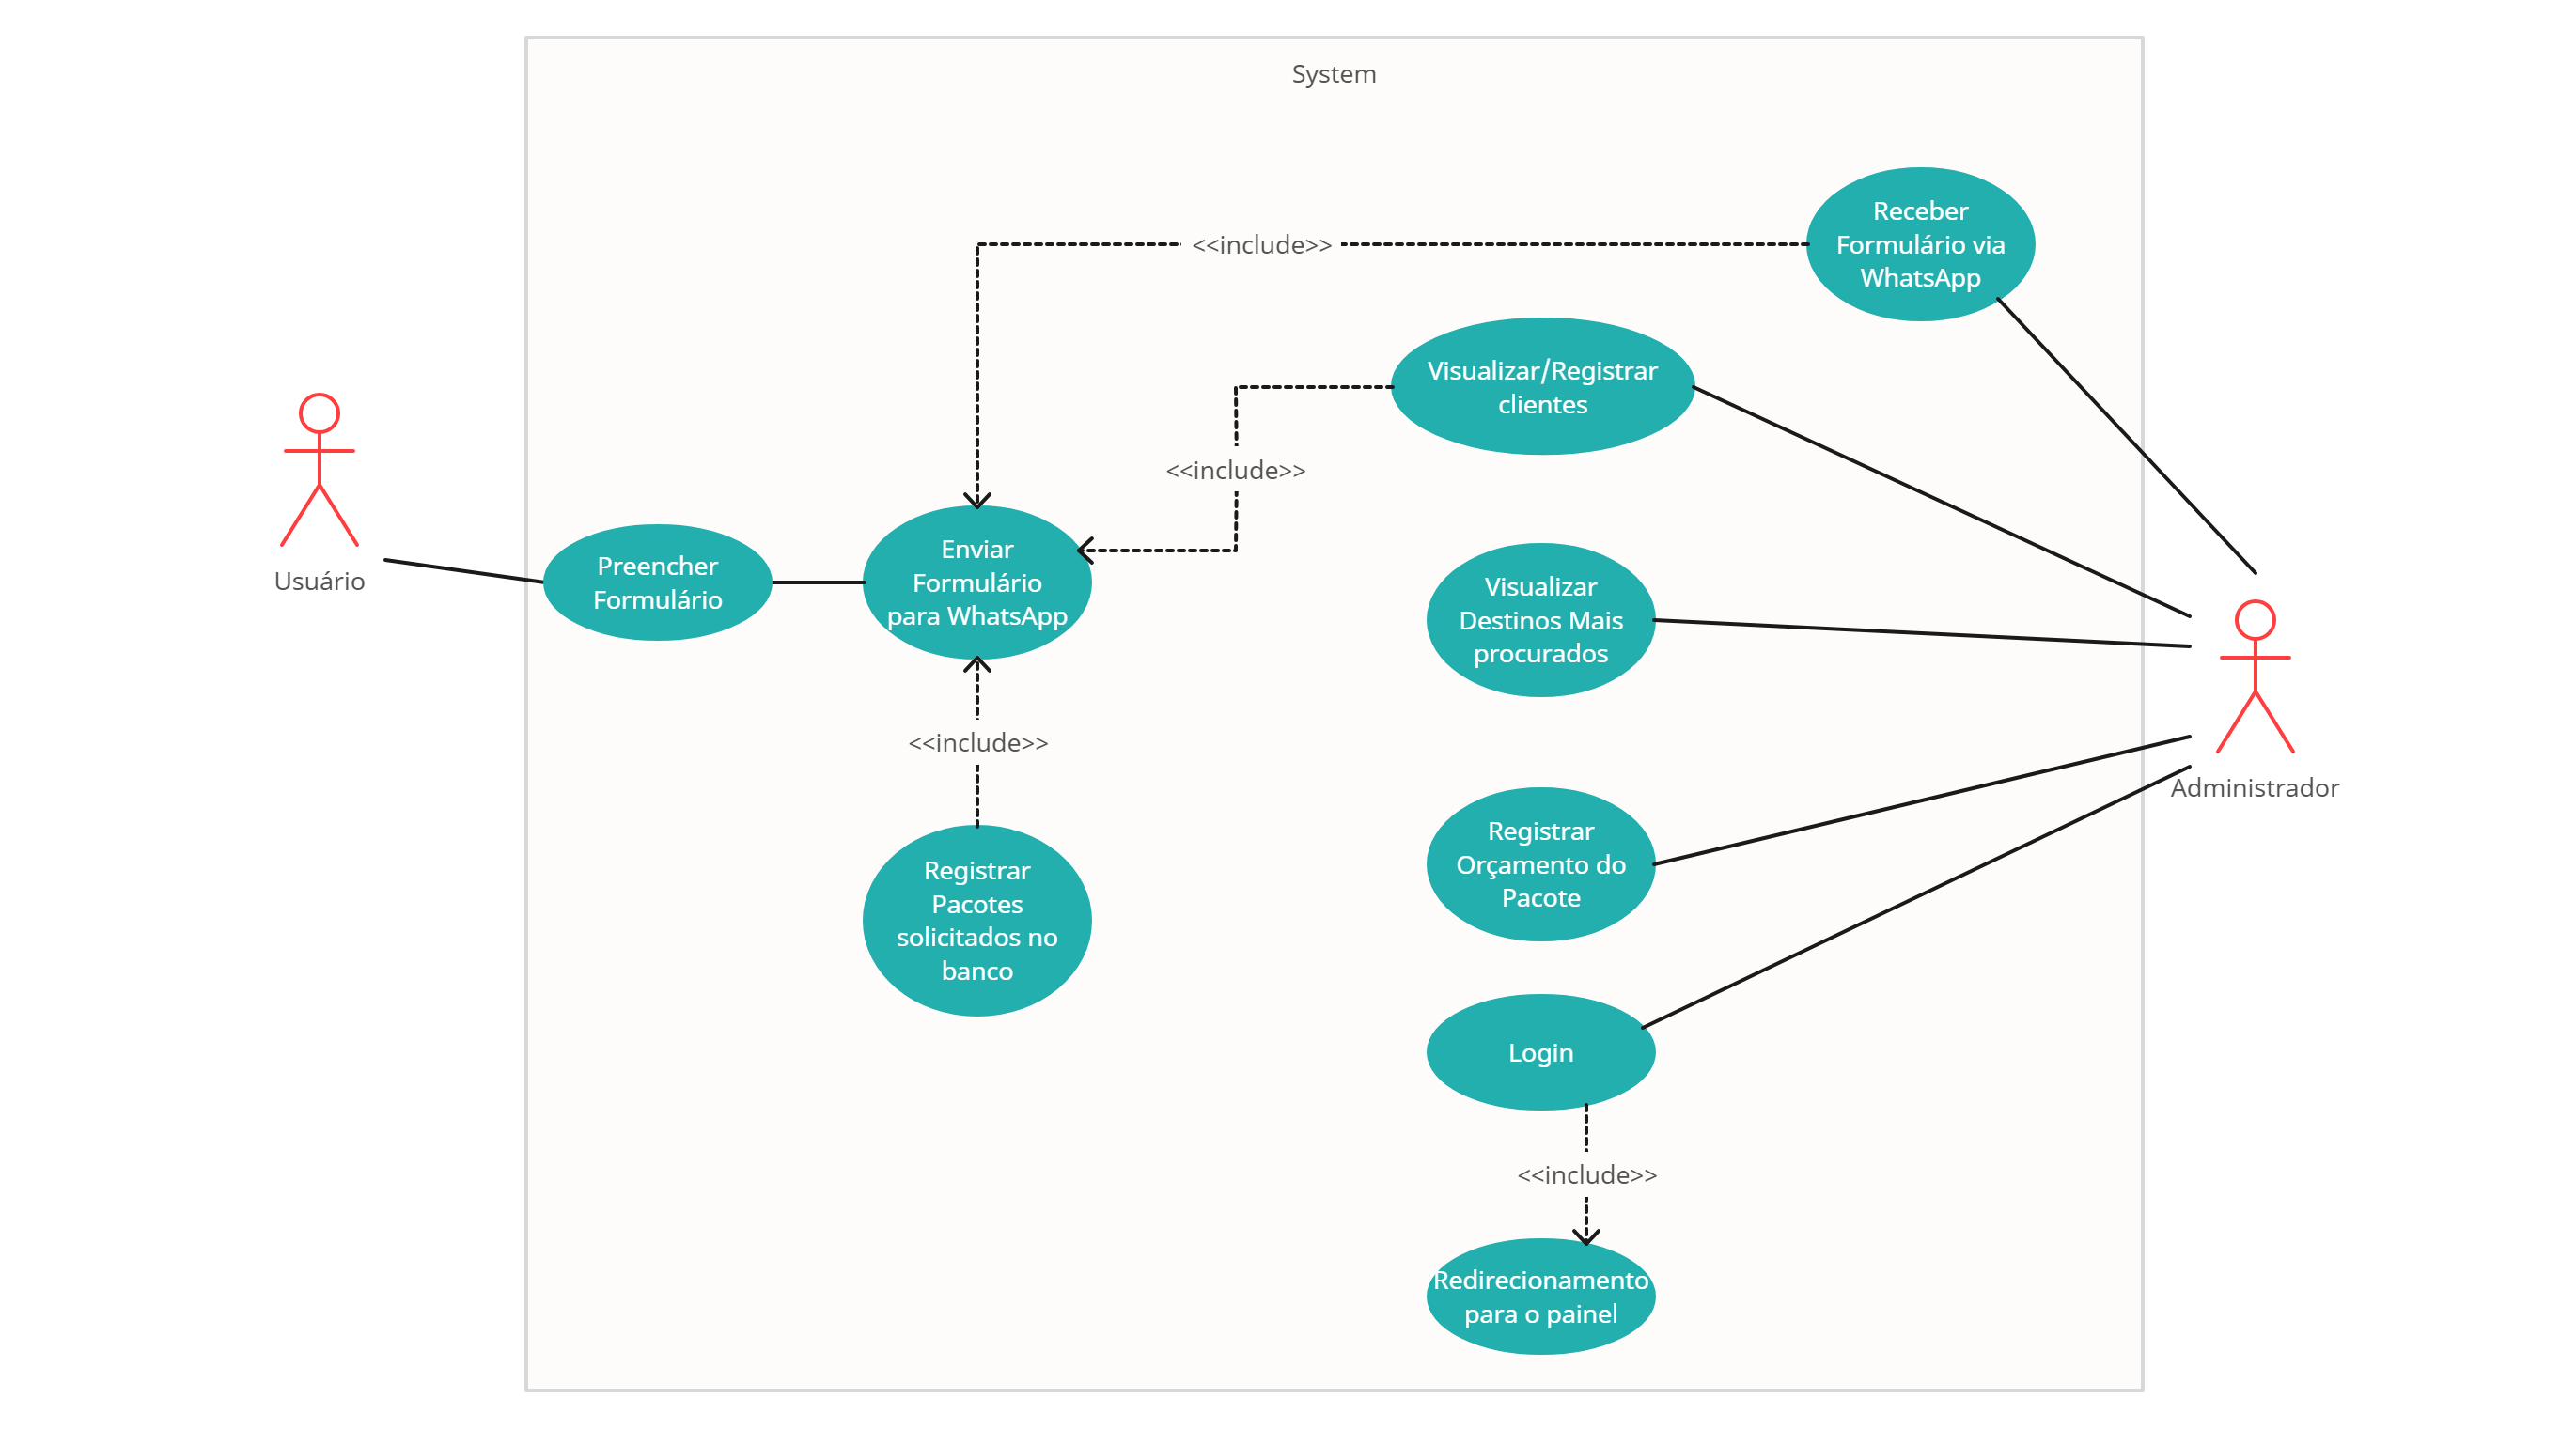 System
Receber
Formulário via
WhatsApp
<<include>>
Visualizar/Registrar
clientes
<<include>>
Usuário
Preencher
Formulário
Enviar
Formulário
para WhatsApp
Visualizar
Destinos Mais
procurados
<<include>>
Administrador
Registrar
Pacotes
solicitados no
banco
Registrar
Orçamento do
Pacote
Login
<<include>>
Redirecionamento
para o painel